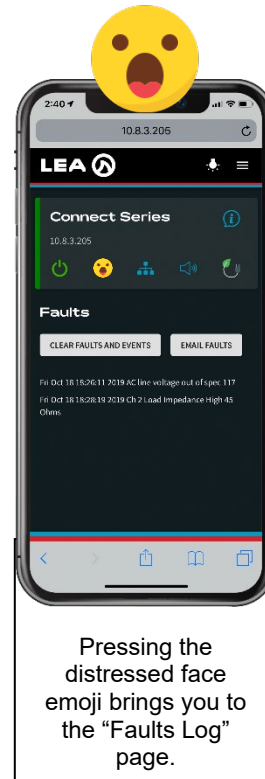 2:40
10.8.3.205
LEA
Connect Series
10.8.3.205
Faults
CLEAR FAULTS AND EVENTS EMAIL FAULTS
Fri Oct 18 18:26:11 2019 AC line voltage out of spec 117
Fri Oct 18 18:28:19 2019 Ch 2 Load Impedance High 45
Ohms
Pressing the
distressed face
emoji brings you to
the “Faults Log”
page.